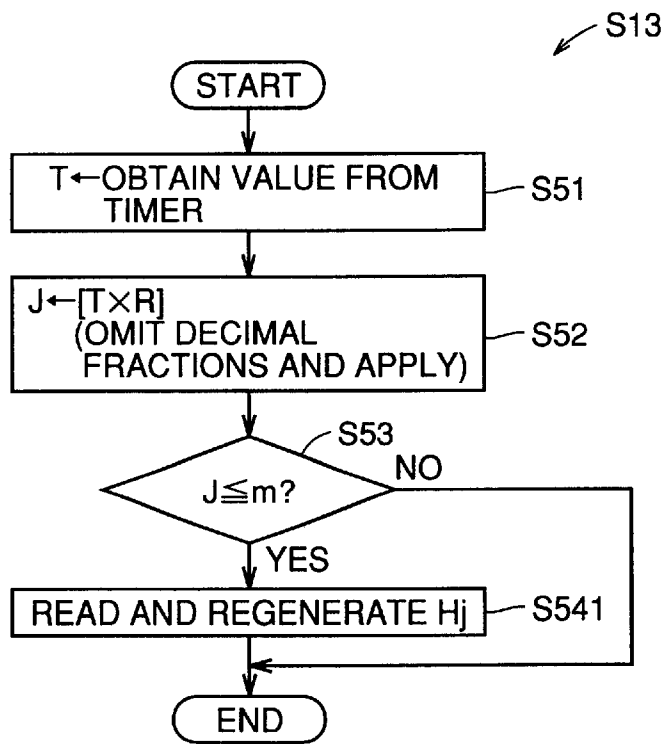 S13
START
T←OBTAIN VALUE FROM
TIMER
S51
J←[T×R]
(OMIT DECIMAL
FRACTIONS AND APPLY)
S52
S53
J≦m?
NO
YES
READ AND REGENERATE Hj
S541
END